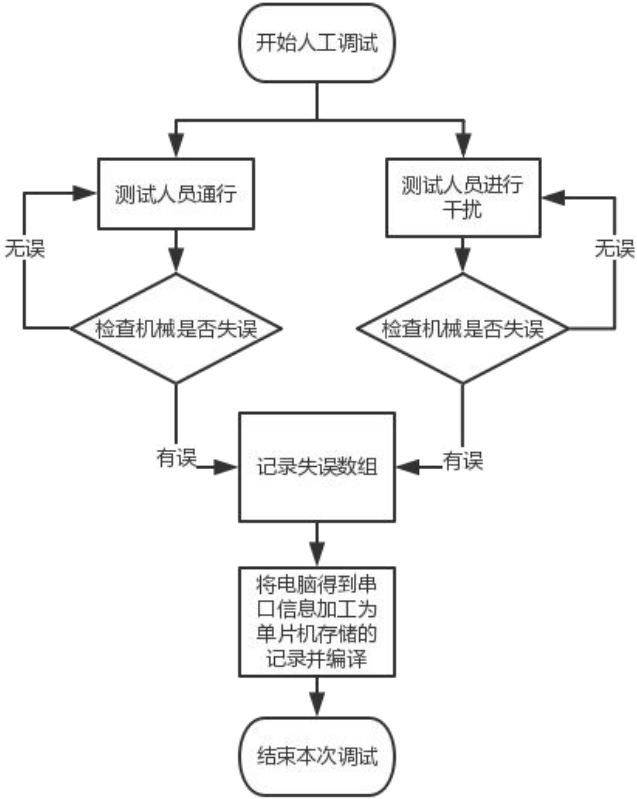 开始人工调试
测试人员通行
测试人员进行
干扰
无误
无误
检查机械是否失误
检查机械是否失误
有误
记录失误数组
有误
将电脑得到串
口信息加工为
单片机存储的
记录并编译
结束本次调试